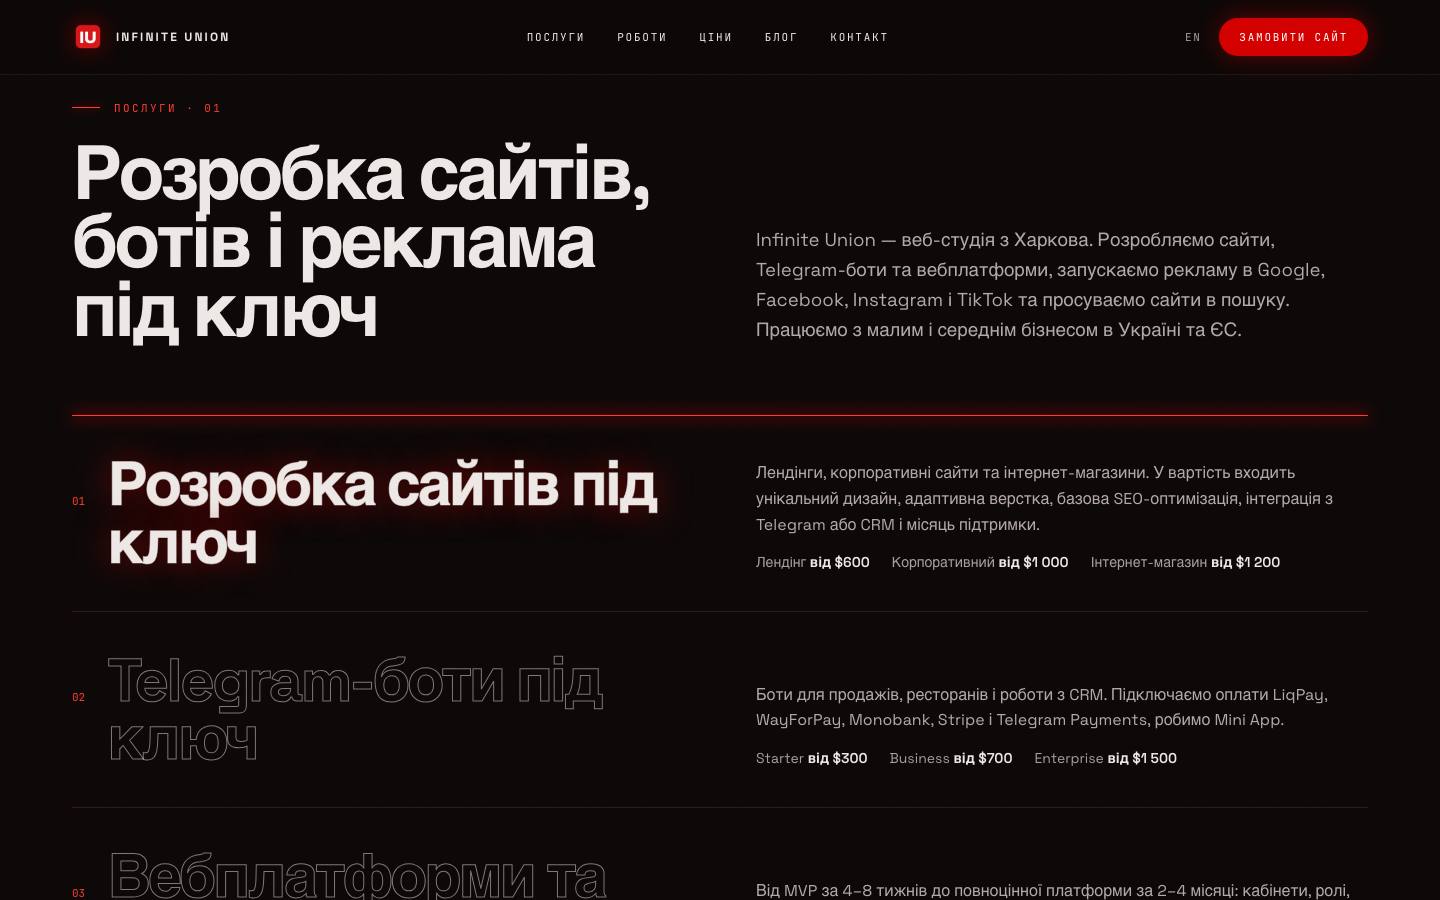 IU INFINITE UNION
ПОСЛУГИ РОБОТИ ЦІНИ БЛОГ КОНТАКТ
EN ЗАМОВИТИ САЙТ
ПОСЛУГИ · 01
Розробка сайтів,
ботів і реклама
під ключ
Infinite Union — веб-студія з Харкова. Розробляємо сайти,
Telegram-боти та вебплатформи, запускаємо рекламу в Google,
Facebook, Instagram і TikTok та просуваємо сайти в пошуку.
Працюємо з малим і середнім бізнесом в Україні та ЄС.
01
Розробка сайтів під
ключ
Лендінги, корпоративні сайти та інтернет-магазини. У вартість входить
унікальний дизайн, адаптивна верстка, базова SEO-оптимізація, інтеграція з
Telegram або CRM і місяць підтримки.
Лендінг від $600 Корпоративний від $1 000 Інтернет-магазин від $1 200
02
Telegram-боти під
ключ
Боти для продажів, ресторанів і роботи з CRM. Підключаємо оплати LiqPay,
WayForPay, Monobank, Stripe і Telegram Payments, робимо Mini App.
Starter від $300 Business від $700 Enterprise від $1 500
03
Вебплатформи та
Від MVP за 4–8 тижнів до повноцінної платформи за 2–4 місяці: кабінети, ролі,